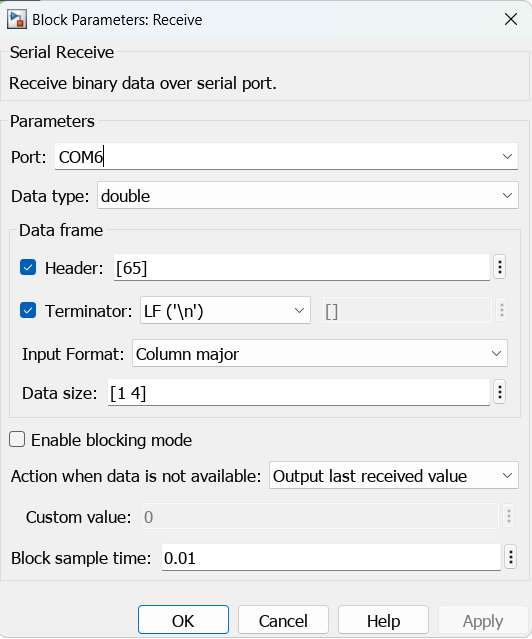 Block Parameters: Receive
Serial Receive
Receive binary data over serial port.
Parameters
Port: COM6
Data type: double
Data frame
Header: [65]
Terminator: LF ('\n') []
Input Format: Column major
Data size: [1 4]
Enable blocking mode
Action when data is not available: Output last received value
Custom value: 0
Block sample time: 0.01
OK Cancel Help Apply